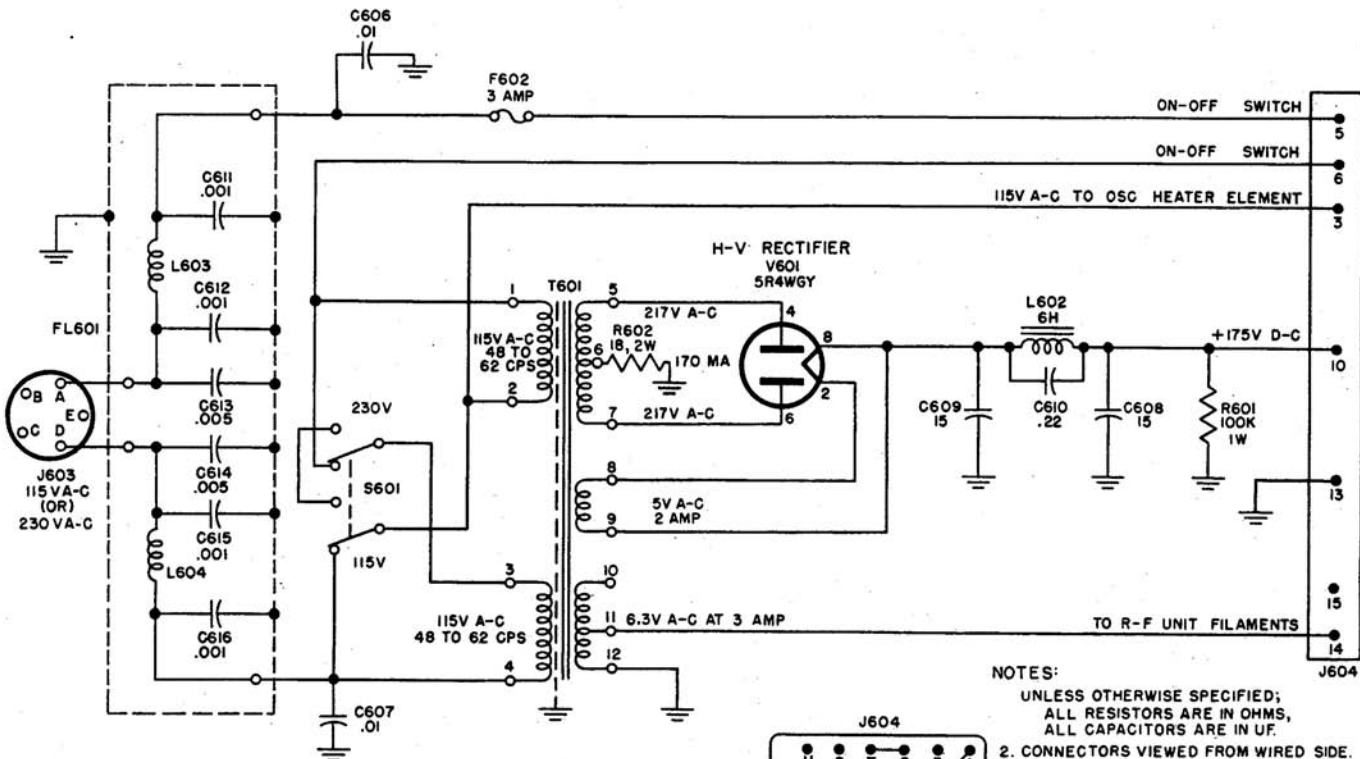 C606
.01
F602
3 AMP
ON-OFF SWITCH
5
ON-OFF SWITCH
6
115V A-C TO OSC HEATER ELEMENT
3
C611
.001
L603
C612
.001
FL601
B
A
E
C
D
J603
115 VA-C
(OR)
230 VA-C
C613
.005
C614
.005
C615
.001
L604
C616
.001
C607
.01
230V
S601
115V
T601
1
115V A-C
48 TO
62 CPS
2
3
115V A-C
48 TO 62 CPS
4
5
217V A-C
6
R602
18, 2W
170 MA
7
217V A-C
8
5V A-C
2 AMP
9
10
11
6.3V A-C AT 3 AMP
12
H-V RECTIFIER
V601
5R4WGY
4
8
2
6
L602
6H
C609
15
C610
.22
C608
15
R601
100K
1W
+175V D-C
10
13
15
TO R-F UNIT FILAMENTS
14
J604
NOTES:
UNLESS OTHERWISE SPECIFIED;
ALL RESISTORS ARE IN OHMS,
ALL CAPACITORS ARE IN UF.
2. CONNECTORS VIEWED FROM WIRED SIDE.
J604